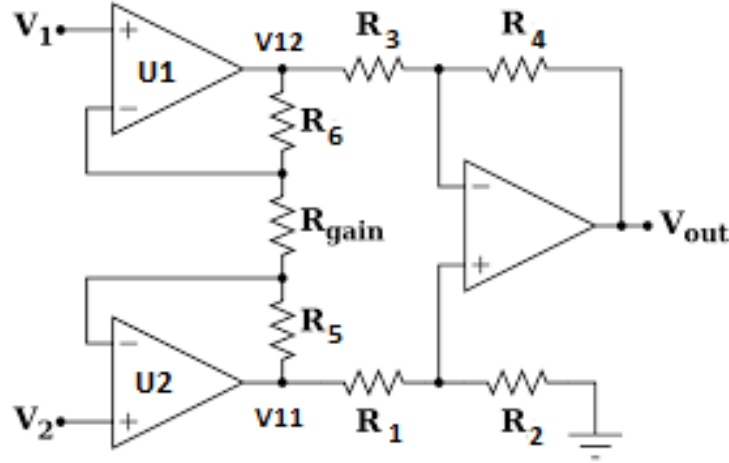 V1
+
U1
−
V12
R3
R4
R6
Rgain
−
+
Vout
R5
−
U2
V2
+
V11
R1
R2